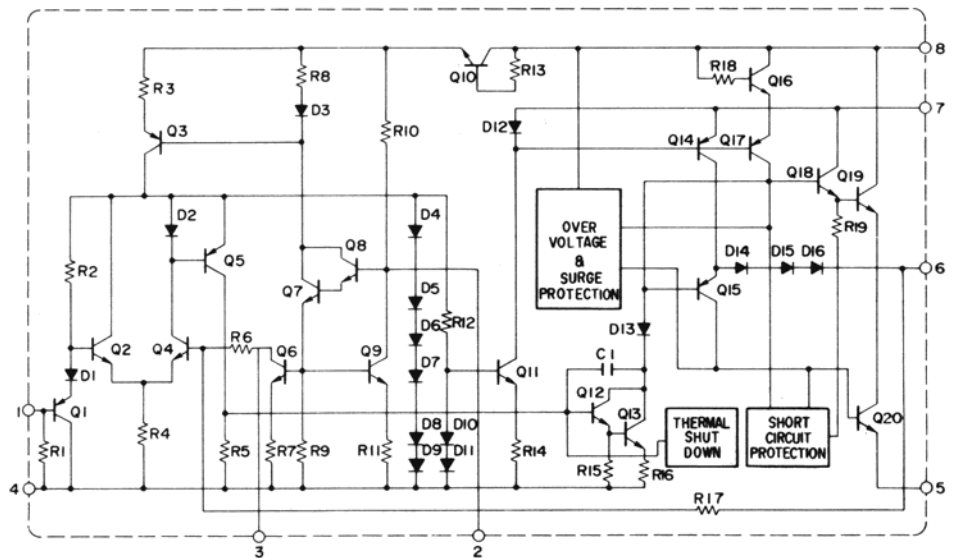 8
R3
R8
Q10
R13
R18
Q16
D3
7
Q3
R10
D12
Q14
Q17
Q18
Q19
D2
D4
R19
OVER
VOLTAGE
&
SURGE
PROTECTION
R2
Q5
Q8
D14
D15
D16
6
Q7
Q15
D5
R12
D13
Q2
Q4
R6
Q6
D6
Q9
D7
Q11
C1
D1
Q12
1
Q1
Q13
THERMAL
SHUT
DOWN
SHORT
CIRCUIT
PROTECTION
Q20
R1
R4
R5
R7
R9
R11
D8
D10
D9
D11
R14
R15
R16
4
5
R17
3
2